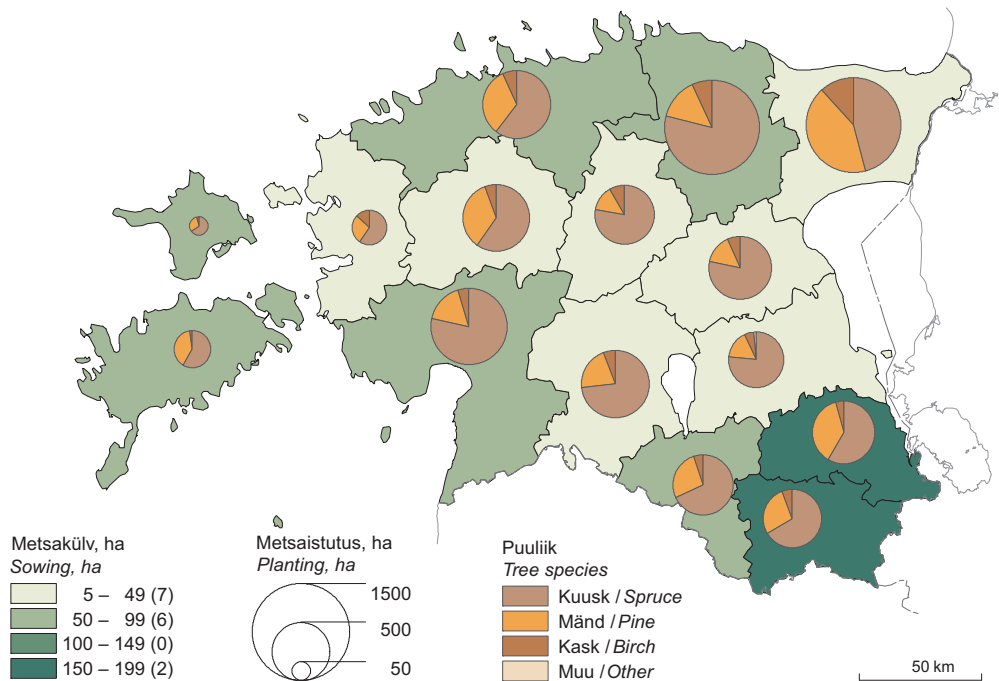 Metsakülv, ha
Sowing, ha
5 – 49 (7)
50 – 99 (6)
100 – 149 (0)
150 – 199 (2)
Metsaistutus, ha
Planting, ha
1500
500
50
Puuliik
Tree species
Kuusk / Spruce
Mänd / Pine
Kask / Birch
Muu / Other
50 km